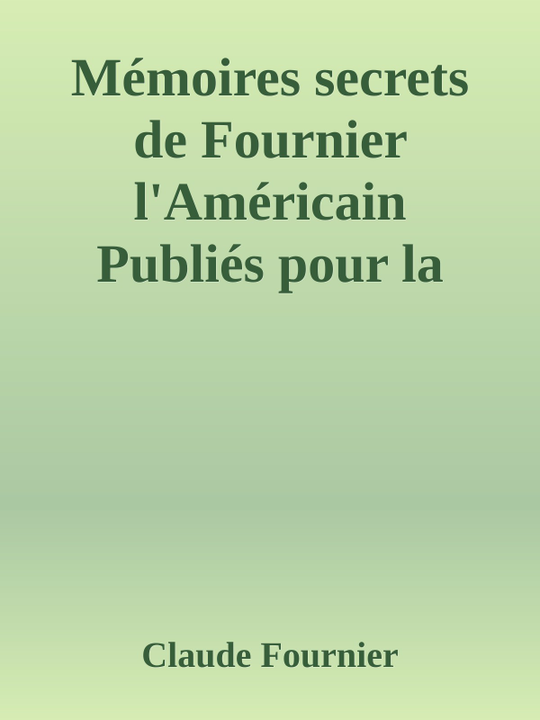 Mémoires secrets
de Fournier
l'Américain
Publiés pour la
Claude Fournier